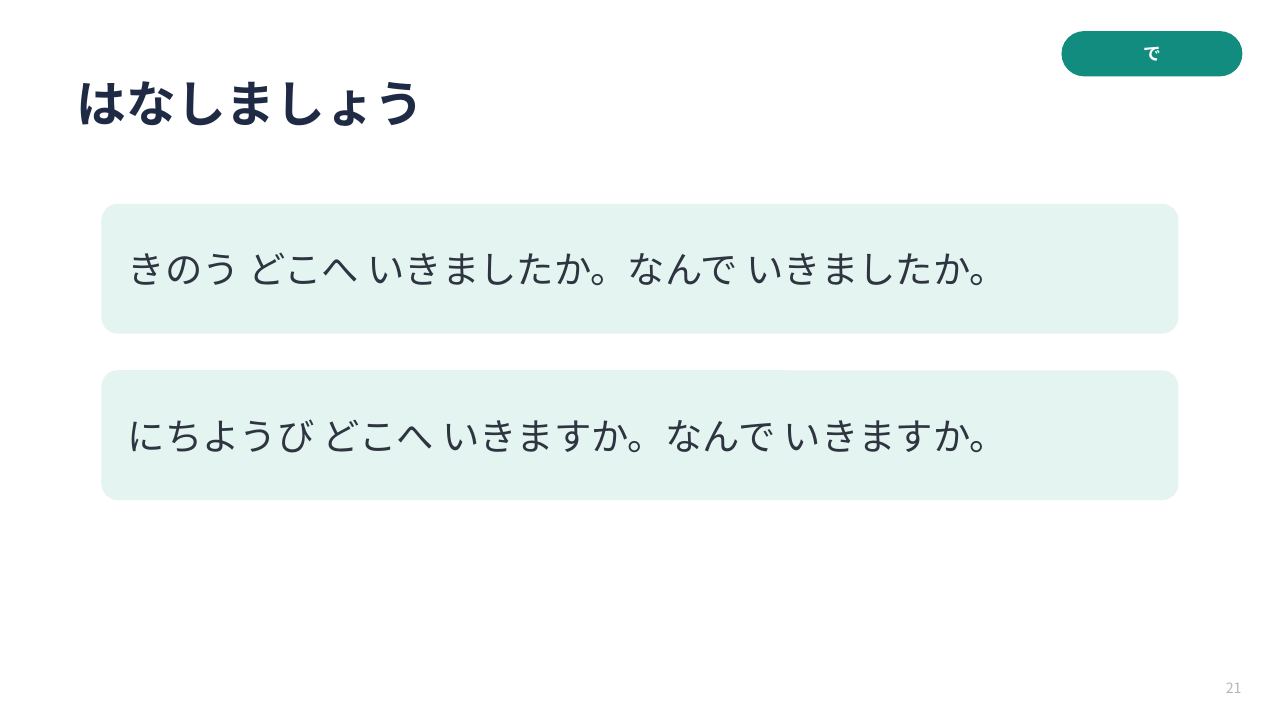 で
はなしましょう
きのう どこへ いきましたか。なんで いきましたか。
にちようび どこへ いきますか。なんで いきますか。
21